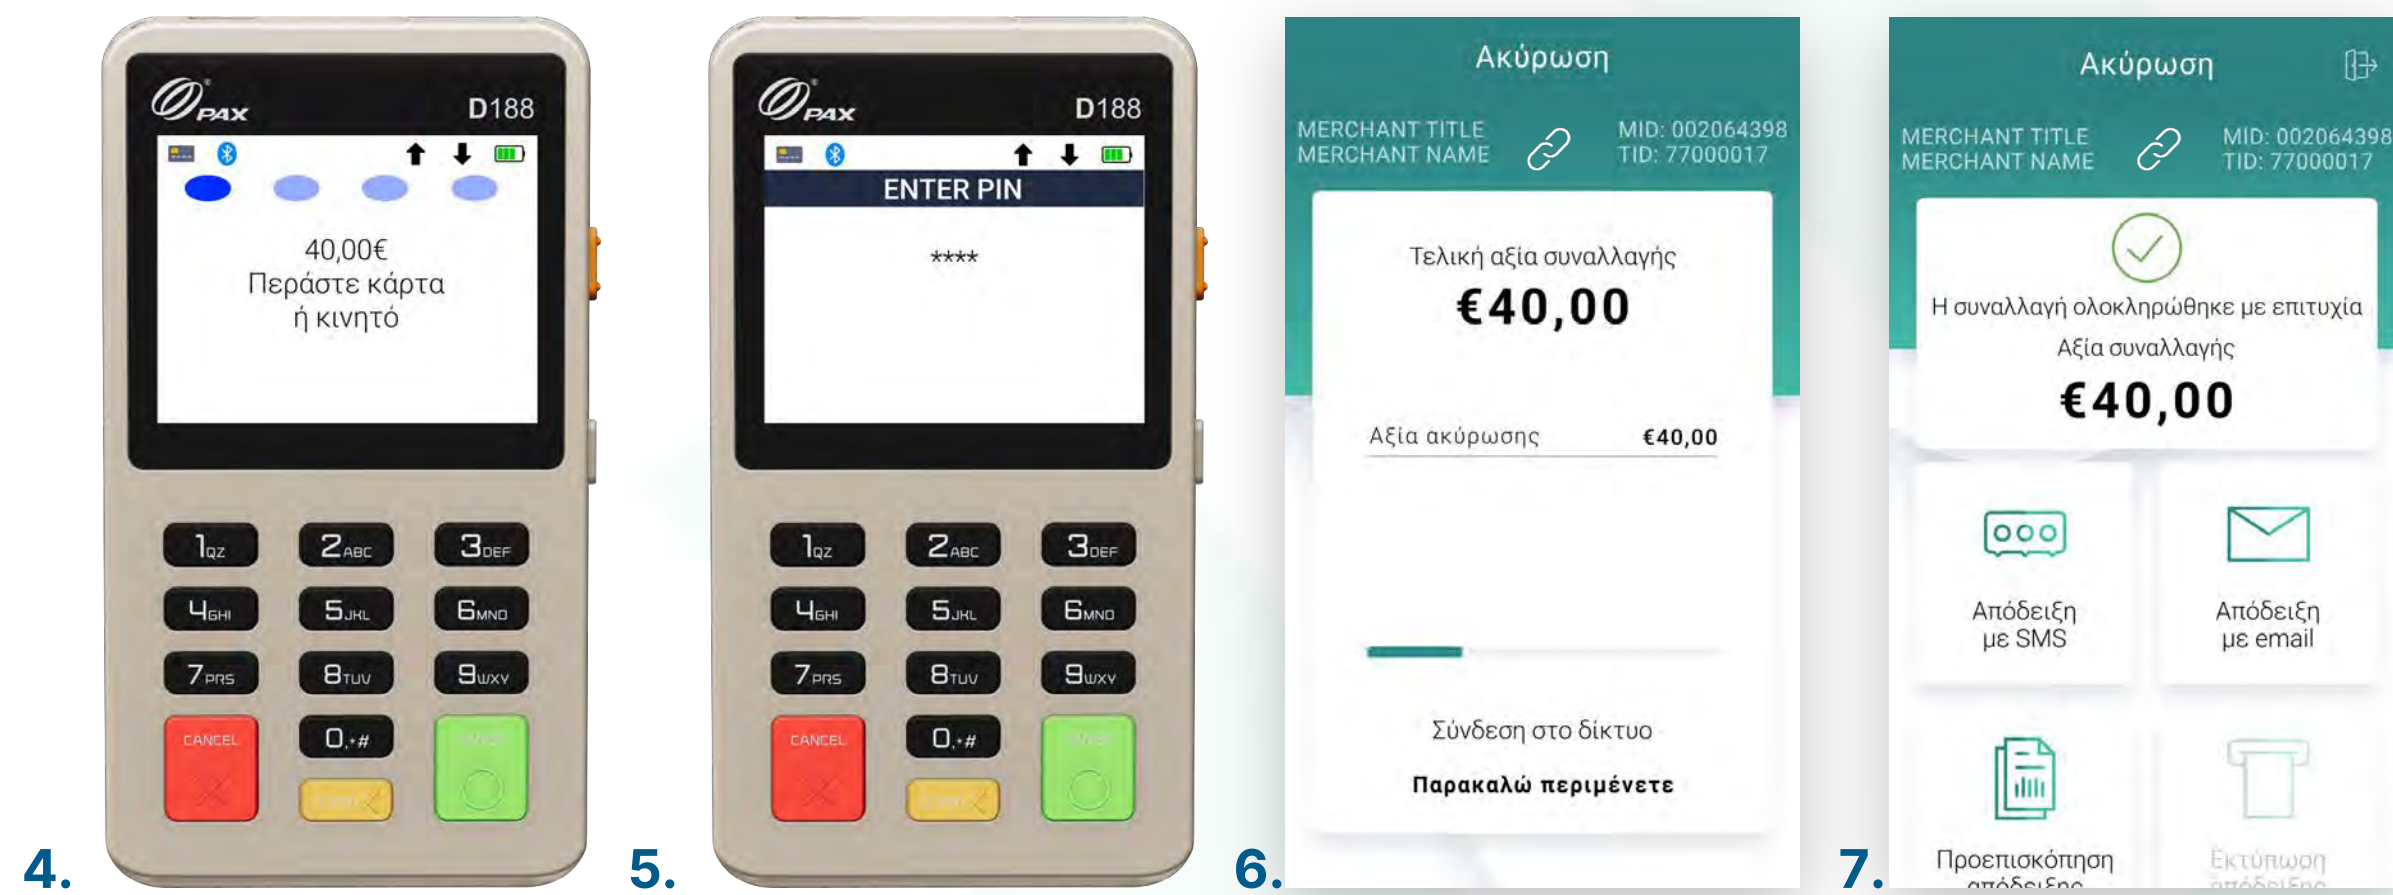 PAX
D188
40,00€
Περάστε κάρτα
ή κινητό
1QZ 2ABC 3DEF
4GHI 5JKL 6MNO
7PRS 8TUV 9WXY
CANCEL 0,*#
4.
PAX
D188
ENTER PIN
****
1QZ 2ABC 3DEF
4GHI 5JKL 6MNO
7PRS 8TUV 9WXY
CANCEL 0,*#
5.
Ακύρωση
MERCHANT TITLE
MERCHANT NAME
MID: 002064398
TID: 77000017
Τελική αξία συναλλαγής
€40,00
Αξία ακύρωσης €40,00
Σύνδεση στο δίκτυο
Παρακαλώ περιμένετε
6.
Ακύρωση
MERCHANT TITLE
MERCHANT NAME
MID: 002064398
TID: 77000017
Η συναλλαγή ολοκληρώθηκε με επιτυχία
Αξία συναλλαγής
€40,00
Απόδειξη
με SMS
Απόδειξη
με email
Προεπισκόπηση
απόδειξης
Εκτύπωση
απόδειξης
7.